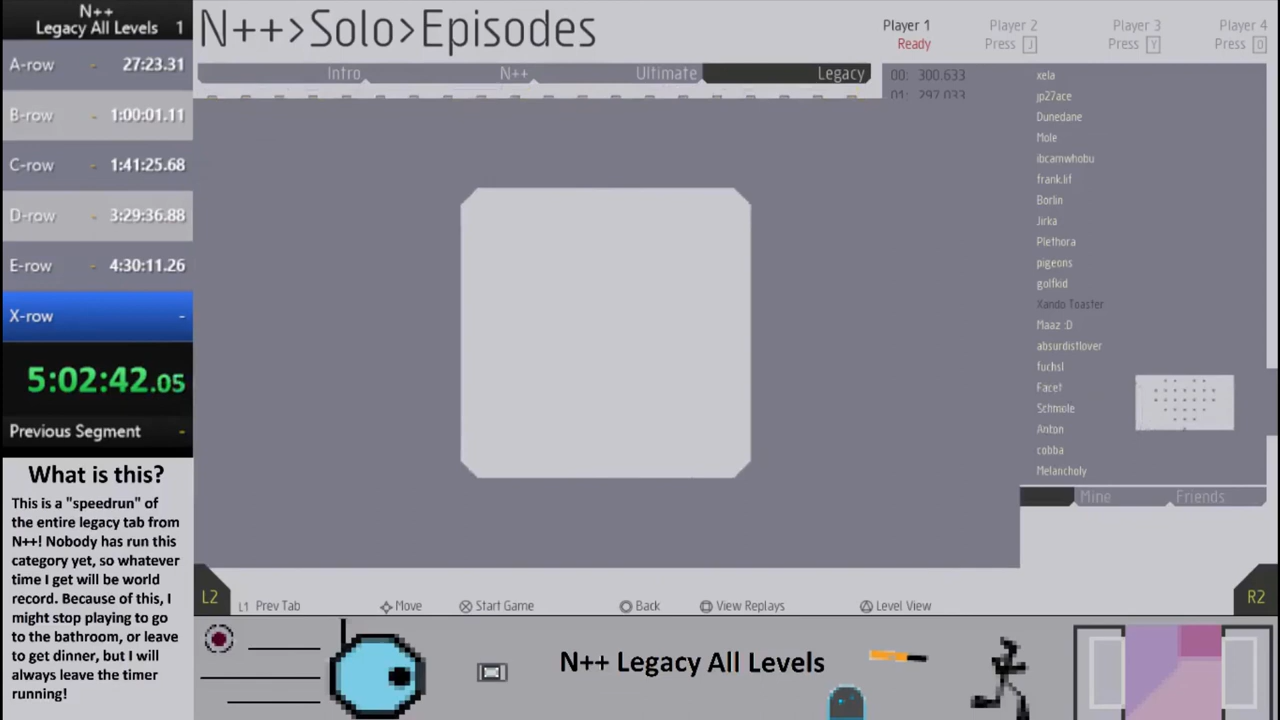 N++
Legacy All Levels 1
A-row - 27:23.31
B-row - 1:00:01.11
C-row - 1:41:25.68
D-row - 3:29:36.88
E-row - 4:30:11.26
X-row -
5:02:42.05
Previous Segment -
What is this?
This is a "speedrun" of
the entire legacy tab from
N++! Nobody has run this
category yet, so whatever
time I get will be world
record. Because of this, I
might stop playing to go
to the bathroom, or leave
to get dinner, but I will
always leave the timer
running!
N++>Solo>Episodes
Player 1
Ready
Player 2
Press J
Player 3
Press Y
Player 4
Press 0
Intro N++ Ultimate Legacy
00: 300.633 xela
01: 297.033 jp27ace
Dunedane
Mole
ibcamwhobu
frank.lif
Borlin
Jirka
Plethora
pigeons
golfkid
Xando Toaster
Maaz :D
absurdistlover
fuchsl
Facet
Schmole
Anton
cobba
Melancholy
Mine Friends
L2 L1 Prev Tab Move Start Game Back View Replays Level View R2
N++ Legacy All Levels